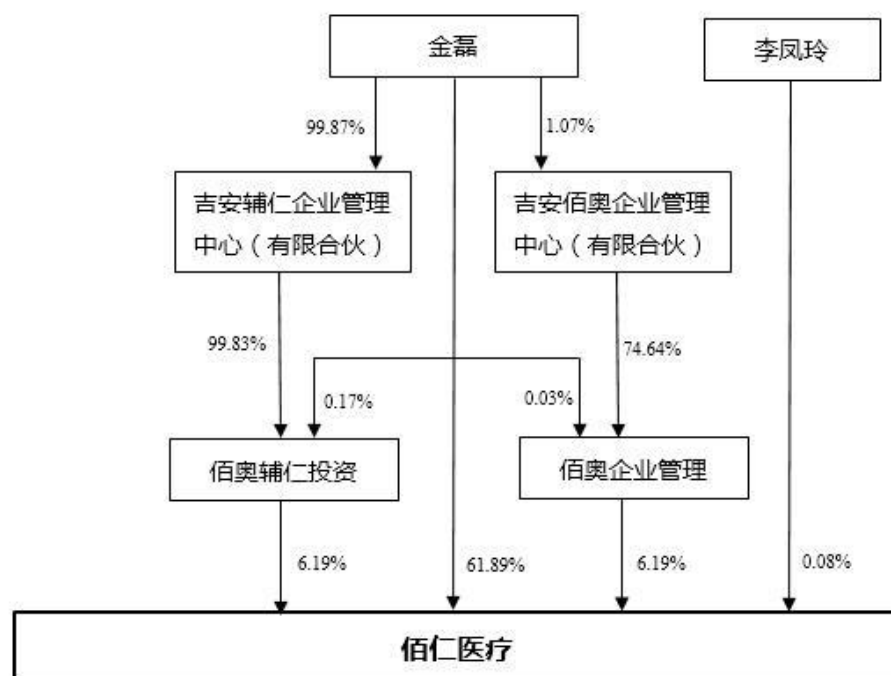 金磊
李凤玲
99.87%
1.07%
吉安辅仁企业管理
中心（有限合伙）
吉安佰奥企业管理
中心（有限合伙）
99.83%
74.64%
0.17%
0.03%
佰奥辅仁投资
佰奥企业管理
6.19%
61.89%
6.19%
0.08%
佰仁医疗